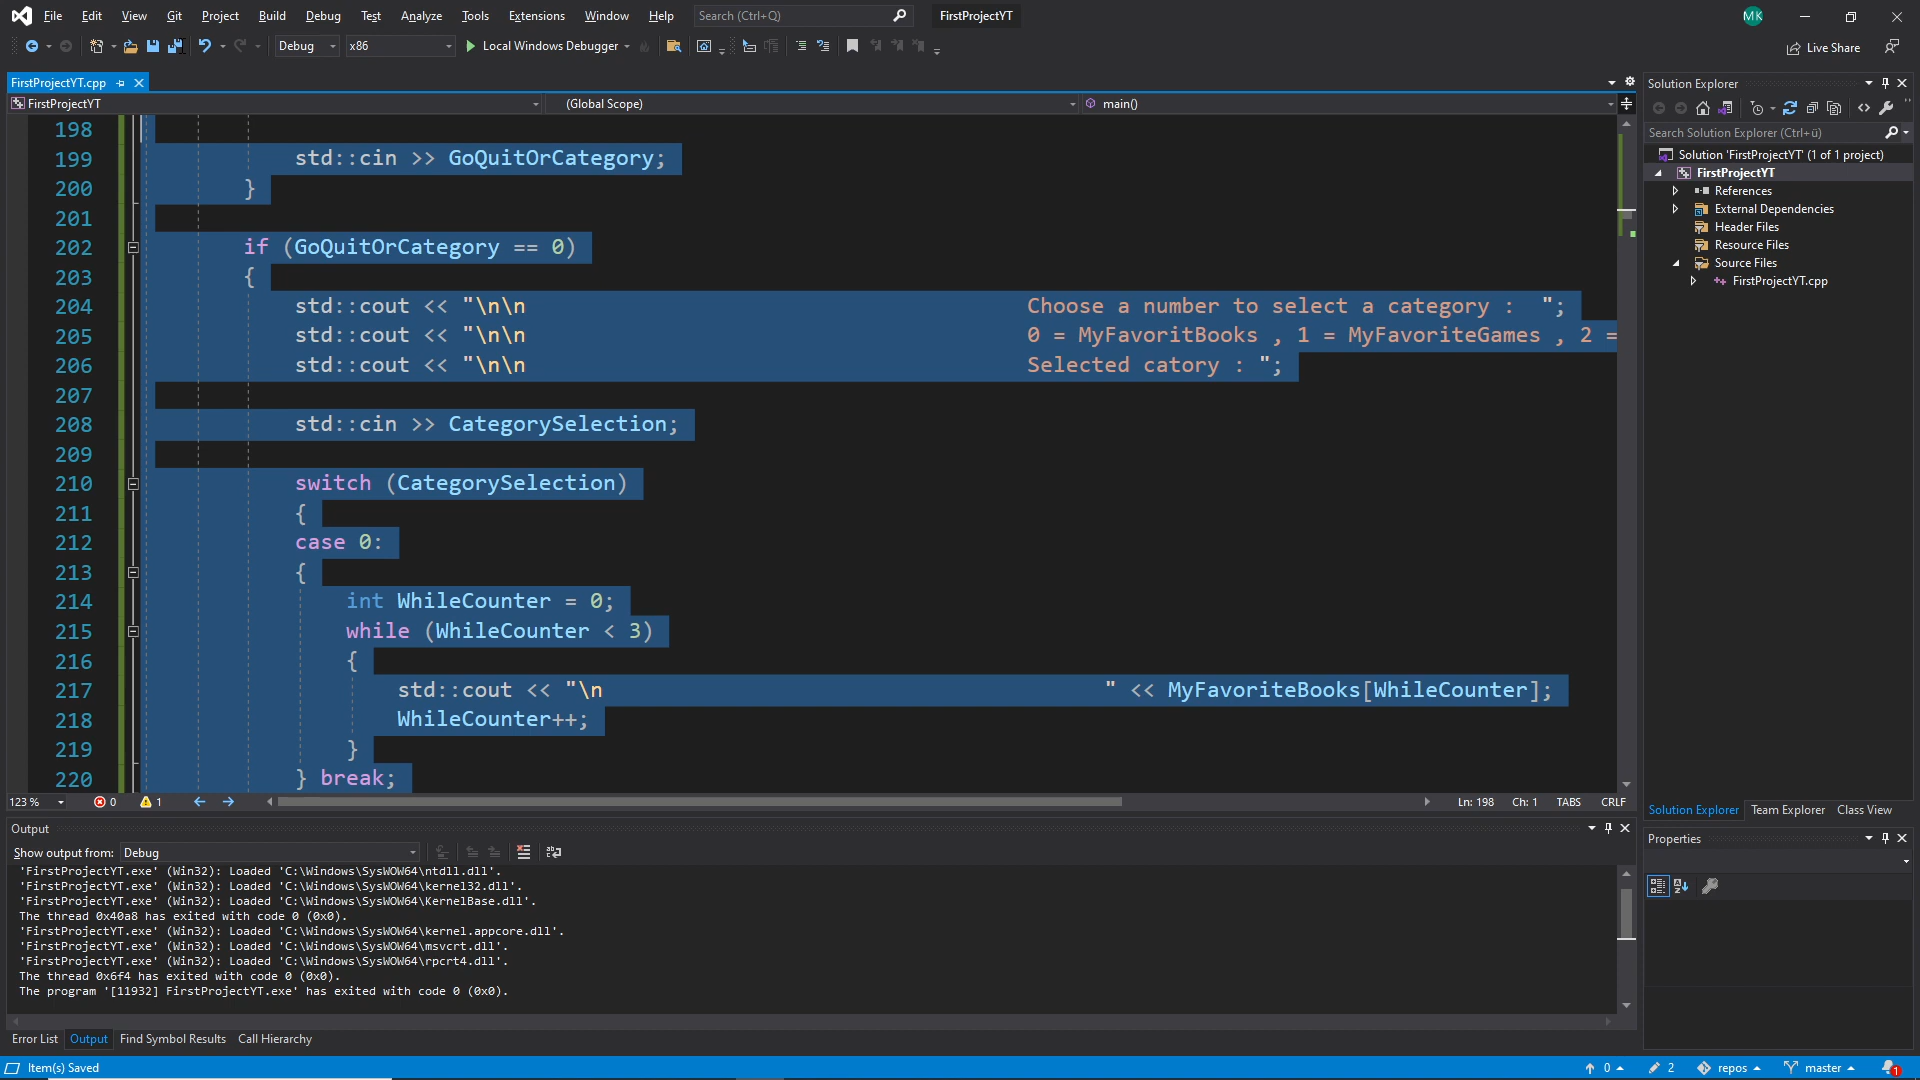 File Edit View Git Project Build Debug Test Analyze Tools Extensions Window Help Search (Ctrl+Q) FirstProjectYT MK
Debug x86 Local Windows Debugger Live Share
FirstProjectYT.cpp
FirstProjectYT (Global Scope) main()
198
199 std::cin >> GoQuitOrCategory;
200 }
201
202 if (GoQuitOrCategory == 0)
203 {
204 std::cout << "\n\n Choose a number to select a category : ";
205 std::cout << "\n\n 0 = MyFavoritBooks , 1 = MyFavoriteGames , 2 =
206 std::cout << "\n\n Selected catory : ";
207
208 std::cin >> CategorySelection;
209
210 switch (CategorySelection)
211 {
212 case 0:
213 {
214 int WhileCounter = 0;
215 while (WhileCounter < 3)
216 {
217 std::cout << "\n " << MyFavoriteBooks[WhileCounter];
218 WhileCounter++;
219 }
220 } break;
123 % 0 1 Ln: 198 Ch: 1 TABS CRLF
Output
Show output from: Debug
'FirstProjectYT.exe' (Win32): Loaded 'C:\Windows\SysWOW64\ntdll.dll'.
'FirstProjectYT.exe' (Win32): Loaded 'C:\Windows\SysWOW64\kernel32.dll'.
'FirstProjectYT.exe' (Win32): Loaded 'C:\Windows\SysWOW64\KernelBase.dll'.
The thread 0x40a8 has exited with code 0 (0x0).
'FirstProjectYT.exe' (Win32): Loaded 'C:\Windows\SysWOW64\kernel.appcore.dll'.
'FirstProjectYT.exe' (Win32): Loaded 'C:\Windows\SysWOW64\msvcrt.dll'.
'FirstProjectYT.exe' (Win32): Loaded 'C:\Windows\SysWOW64\rpcrt4.dll'.
The thread 0x6f4 has exited with code 0 (0x0).
The program '[11932] FirstProjectYT.exe' has exited with code 0 (0x0).
Error List Output Find Symbol Results Call Hierarchy
Solution Explorer
Search Solution Explorer (Ctrl+ü)
Solution 'FirstProjectYT' (1 of 1 project)
FirstProjectYT
References
External Dependencies
Header Files
Resource Files
Source Files
FirstProjectYT.cpp
Solution Explorer Team Explorer Class View
Properties
Item(s) Saved 0 2 repos master 1